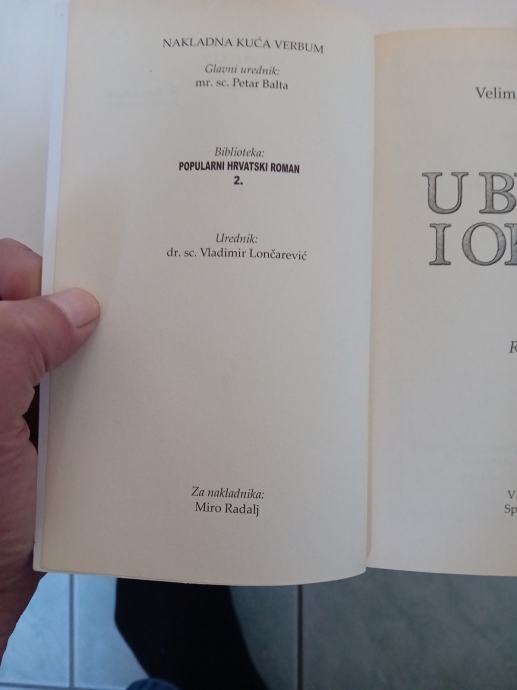 NAKLADNA KUĆA VERBUM
Glavni urednik:
mr. sc. Petar Balta
Biblioteka:
POPULARNI HRVATSKI ROMAN
2.
Urednik:
dr. sc. Vladimir Lončarević
Za nakladnika:
Miro Radalj
Velim
U B
I O